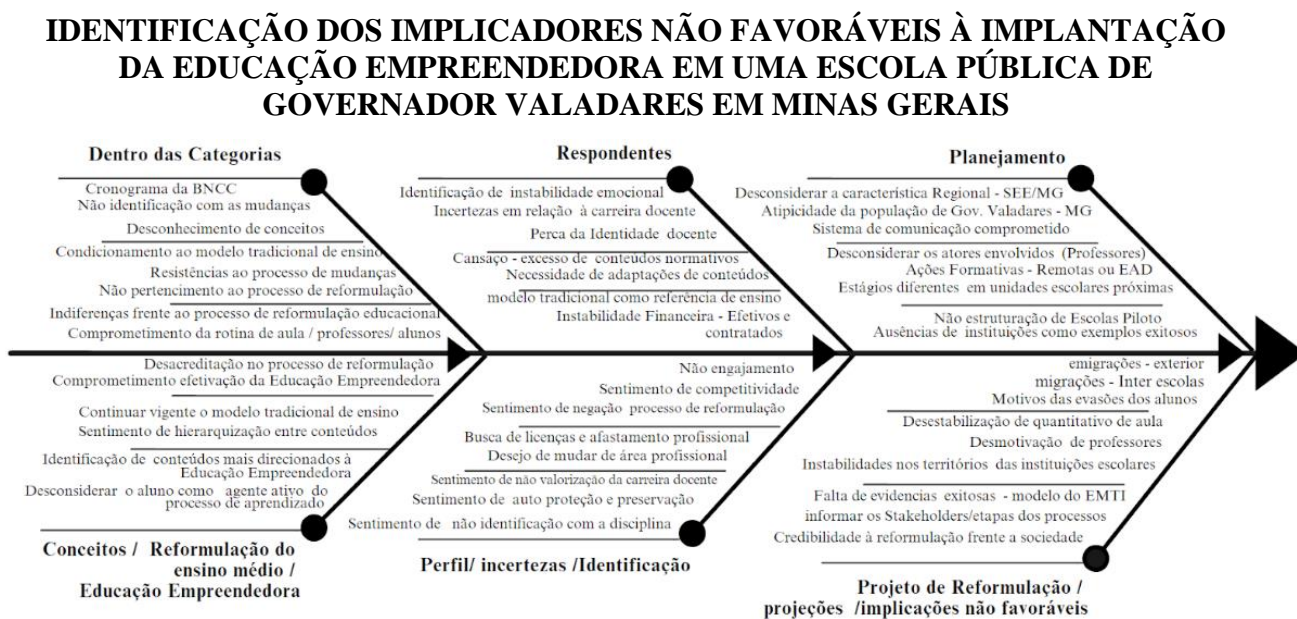 IDENTIFICAÇÃO DOS IMPLICADORES NÃO FAVORÁVEIS À IMPLANTAÇÃO
DA EDUCAÇÃO EMPREENDEDORA EM UMA ESCOLA PÚBLICA DE
GOVERNADOR VALADARES EM MINAS GERAIS
Dentro das Categorias
Cronograma da BNCC
Não identificação com as mudanças
Desconhecimento de conceitos
Condicionamento ao modelo tradicional de ensino
Resistências ao processo de mudanças
Não pertencimento ao processo de reformulação
Indiferenças frente ao processo de reformulação educacional
Comprometimento da rotina de aula / professores/ alunos
Respondentes
Identificação de instabilidade emocional
Incertezas em relação à carreira docente
Perca da Identidade docente
Cansaço - excesso de conteúdos normativos
Necessidade de adaptações de conteúdos
modelo tradicional como referência de ensino
Instabilidade Financeira - Efetivos e
contratados
Planejamento
Desconsiderar a característica Regional - SEE/MG
Atipicidade da população de Gov. Valadares - MG
Sistema de comunicação comprometido
Desconsiderar os atores envolvidos (Professores)
Ações Formativas - Remotas ou EAD
Estágios diferentes em unidades escolares próximas
Não estruturação de Escolas Piloto
Ausências de instituições como exemplos exitosos
Desacreditação no processo de reformulação
Comprometimento efetivação da Educação Empreendedora
Continuar vigente o modelo tradicional de ensino
Sentimento de hierarquização entre conteúdos
Identificação de conteúdos mais direcionados à
Educação Empreendedora
Desconsiderar o aluno como agente ativo do
processo de aprendizado
Conceitos / Reformulação do
ensino médio /
Educação Empreendedora
Não engajamento
Sentimento de competitividade
Sentimento de negação processo de reformulação
Busca de licenças e afastamento profissional
Desejo de mudar de área profissional
Sentimento de não valorização da carreira docente
Sentimento de auto proteção e preservação
Sentimento de não identificação com a disciplina
Perfil/ incertezas /Identificação
emigrações - exterior
migrações - Inter escolas
Motivos das evasões dos alunos
Desestabilização de quantitativo de aula
Desmotivação de professores
Instabilidades nos territórios das instituições escolares
Falta de evidencias exitosas - modelo do EMTI
informar os Stakeholders/etapas dos processos
Credibilidade à reformulação frente a sociedade
Projeto de Reformulação /
projeções /implicações não favoráveis